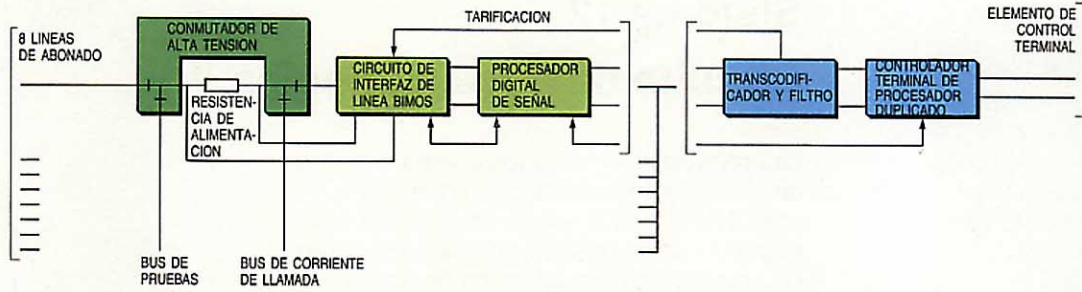 8 LINEAS
DE ABONADO
CONMUTADOR DE
ALTA TENSION
RESISTEN-
CIA DE
ALIMENTA-
CION
BUS DE
PRUEBAS
BUS DE CORRIENTE
DE LLAMADA
TARIFICACION
CIRCUITO DE
INTERFAZ DE
LINEA BIMOS
PROCESADOR
DIGITAL
DE SEÑAL
TRANSCODIFI-
CADOR Y FILTRO
CONTROLADOR
TERMINAL DE
PROCESADOR
DUPLICADO
ELEMENTO DE
CONTROL
TERMINAL